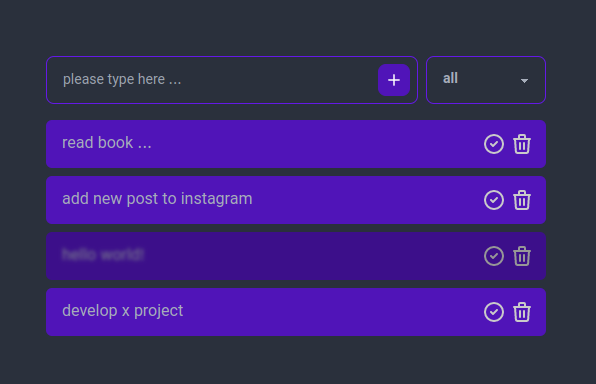 please type here ...
all
read book ...
add new post to instagram
hello world!
develop x project